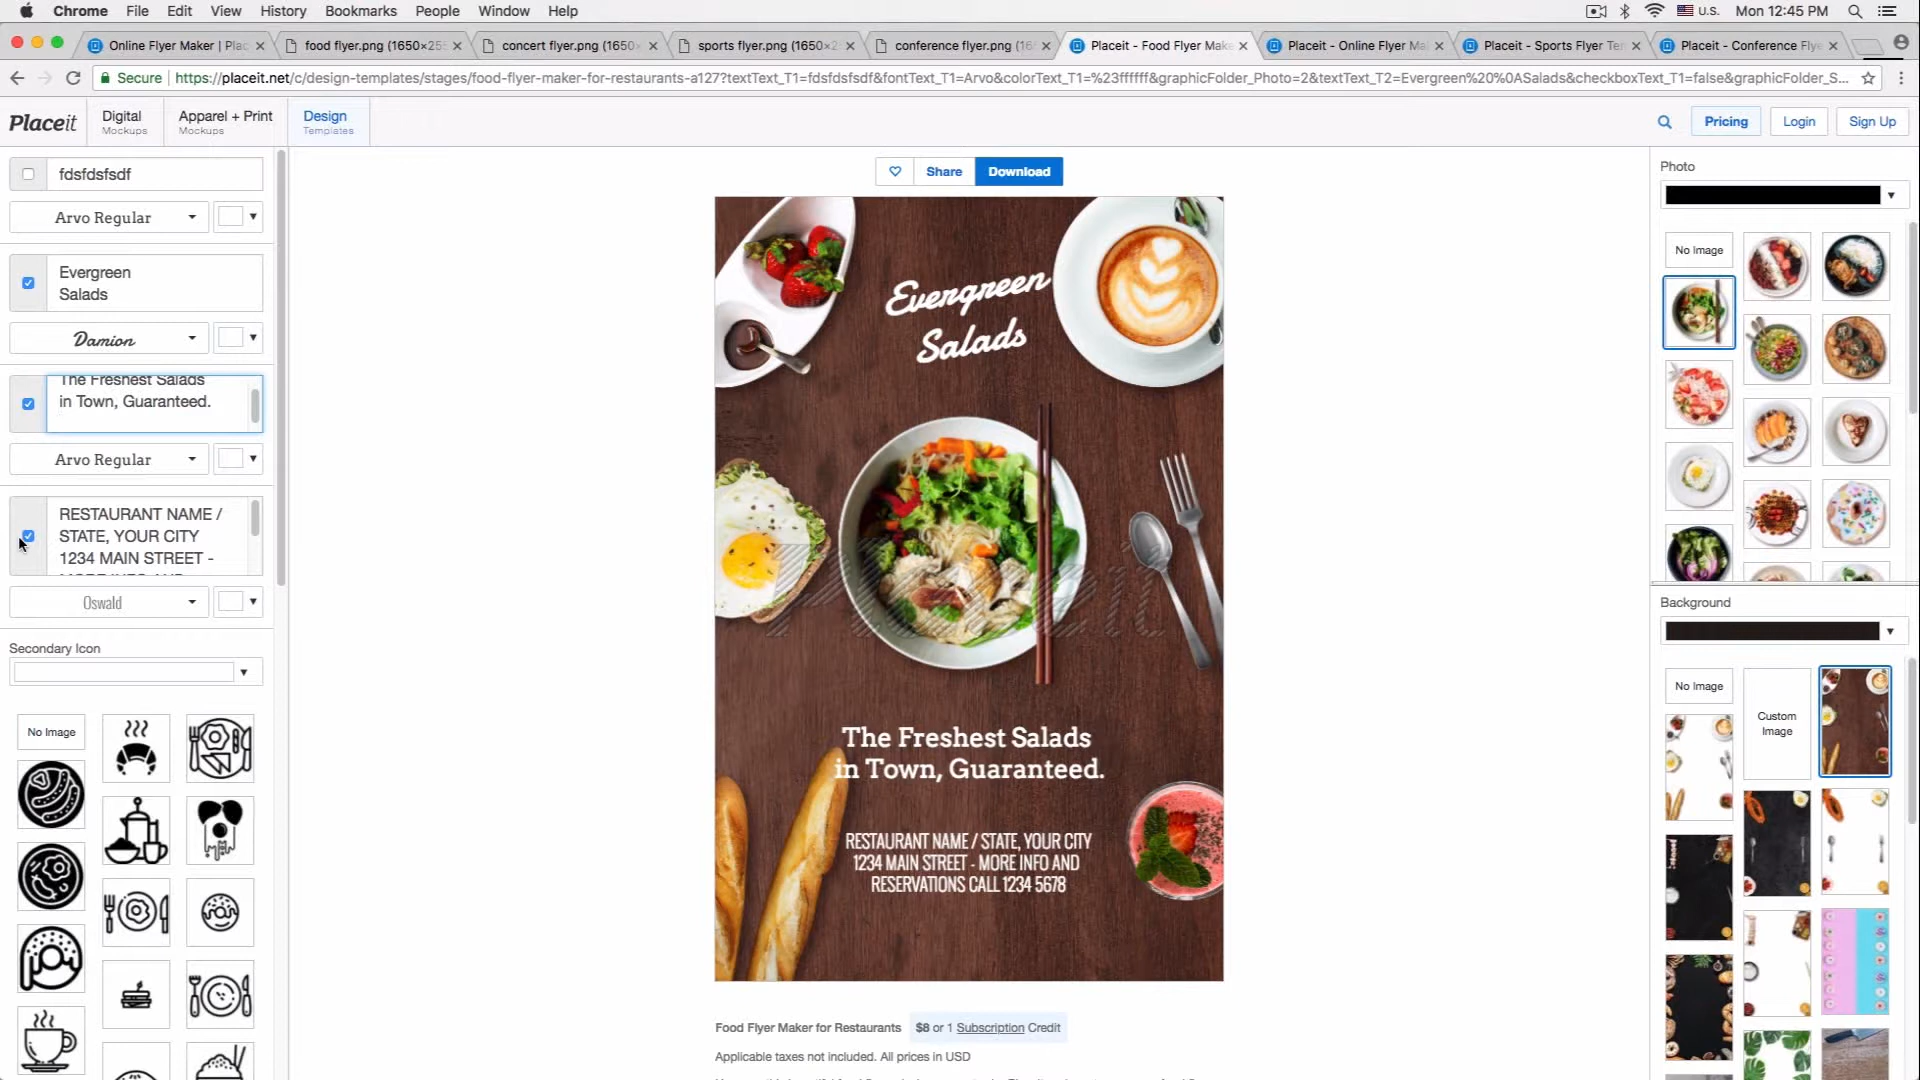 Chrome File Edit View History Bookmarks People Window Help
U.S. Mon 12:45 PM
Online Flyer Maker | Plac
food flyer.png (1650×255
concert flyer.png (1650×
sports flyer.png (1650×2
conference flyer.png (16
Placeit - Food Flyer Make
Placeit - Online Flyer Ma
Placeit - Sports Flyer Te
Placeit - Conference Flye
Secure https://placeit.net/c/design-templates/stages/food-flyer-maker-for-restaurants-a127?textText_T1=fdsfdsfsdf&fontText_T1=Arvo&colorText_T1=%23ffffff&graphicFolder_Photo=2&textText_T2=Evergreen%20%0ASalads&checkboxText_T1=false&graphicFolder_S...
Placeit
Digital
Mockups
Apparel + Print
Mockups
Design
Templates
Pricing
Login
Sign Up
fdsfdsfsdf
Arvo Regular
Evergreen
Salads
Damion
The Freshest Salads
in Town, Guaranteed.
Arvo Regular
RESTAURANT NAME /
STATE, YOUR CITY
1234 MAIN STREET -
MORE INFO AND
Oswald
Secondary Icon
No Image
Share
Download
Evergreen
Salads
Placeit
The Freshest Salads
in Town, Guaranteed.
RESTAURANT NAME / STATE, YOUR CITY
1234 MAIN STREET - MORE INFO AND
RESERVATIONS CALL 1234 5678
Food Flyer Maker for Restaurants
$8 or 1 Subscription Credit
Applicable taxes not included. All prices in USD
Photo
No Image
Background
No Image
Custom
Image